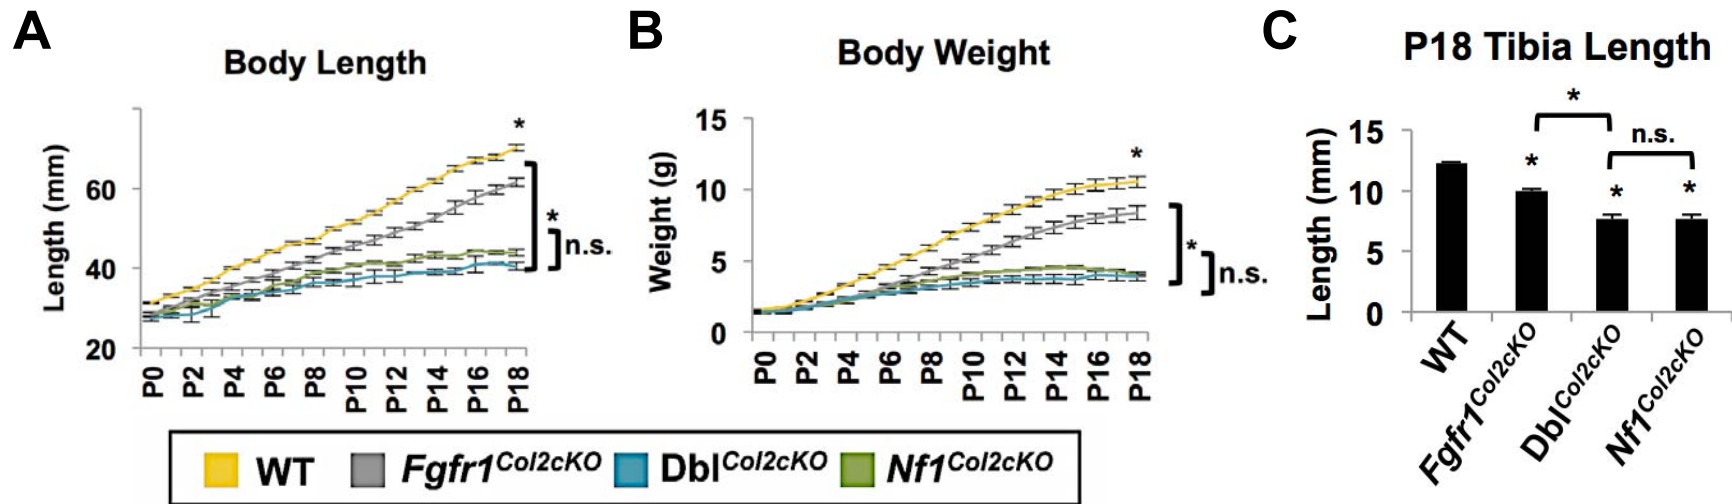 A
Body Length
Length (mm)
60
40
20
*
*
n.s.
P0 P2 P4 P6 P8 P10 P12 P14 P16 P18
B
Body Weight
Weight (g)
15
10
5
0
*
*
n.s.
P0 P2 P4 P6 P8 P10 P12 P14 P16 P18
C
P18 Tibia Length
Length (mm)
15
10
5
0
*
n.s.
* * *
WT Fgfr1Col2cKO DblCol2cKO Nf1Col2cKO
WT Fgfr1Col2cKO DblCol2cKO Nf1Col2cKO